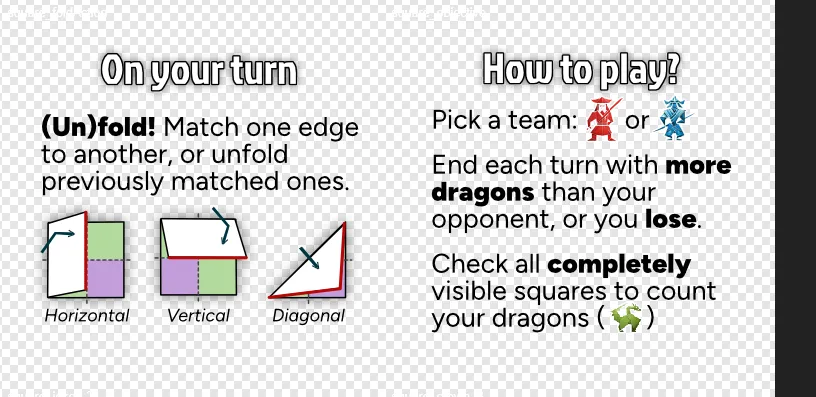 On your turn
(Un)fold! Match one edge
to another, or unfold
previously matched ones.
Horizontal
Vertical
Diagonal
How to play?
Pick a team: or
End each turn with more
dragons than your
opponent, or you lose.
Check all completely
visible squares to count
your dragons ( )